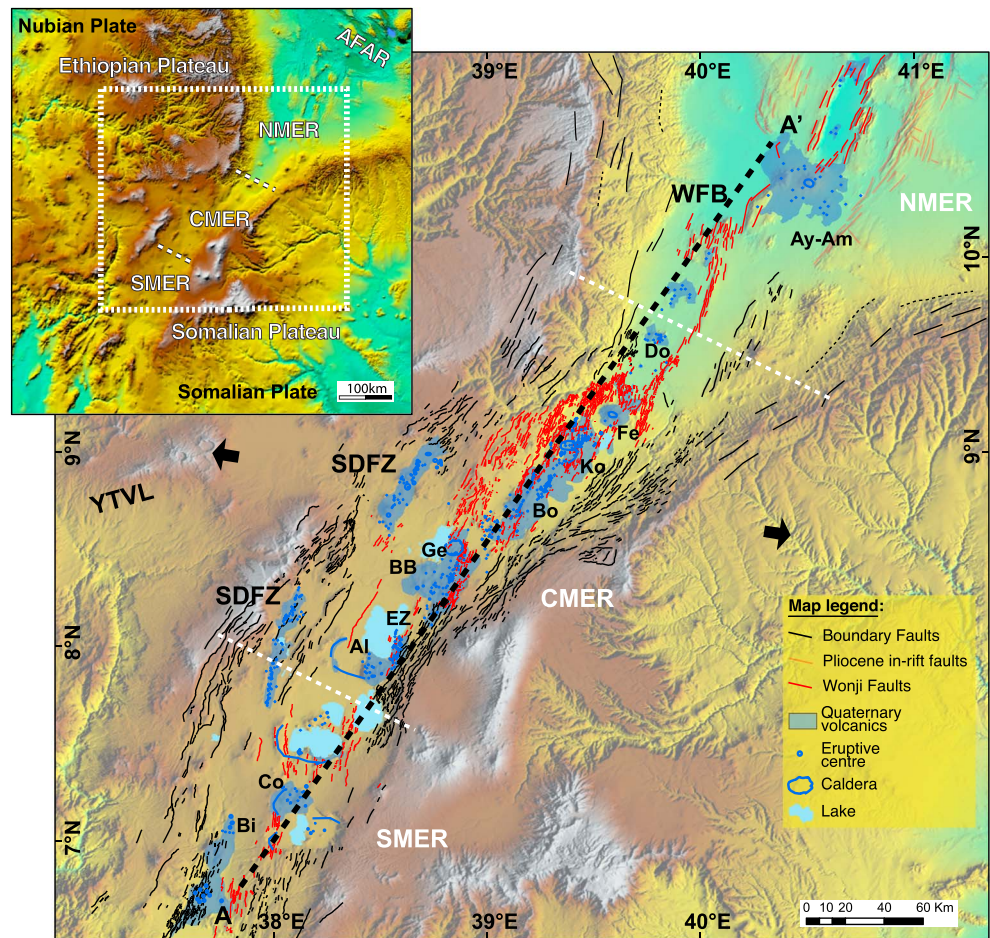 Nubian Plate
AFAR
Ethiopian Plateau
NMER
CMER
SMER
Somalian Plateau
Somalian Plate
100km
39°E
40°E
41°E
A’
WFB
NMER
Ay-Am
10°N
Do
9°N
Fe
SDFZ
Ko
9°N
YTVL
Bo
Ge
BB
SDFZ
CMER
EZ
Al
8°N
Map legend:
Boundary Faults
Pliocene in-rift faults
Wonji Faults
Quaternary
volcanics
Eruptive
centre
Caldera
Lake
Co
Bi
SMER
7°N
A
38°E
39°E
40°E
0 10 20 40 60 Km